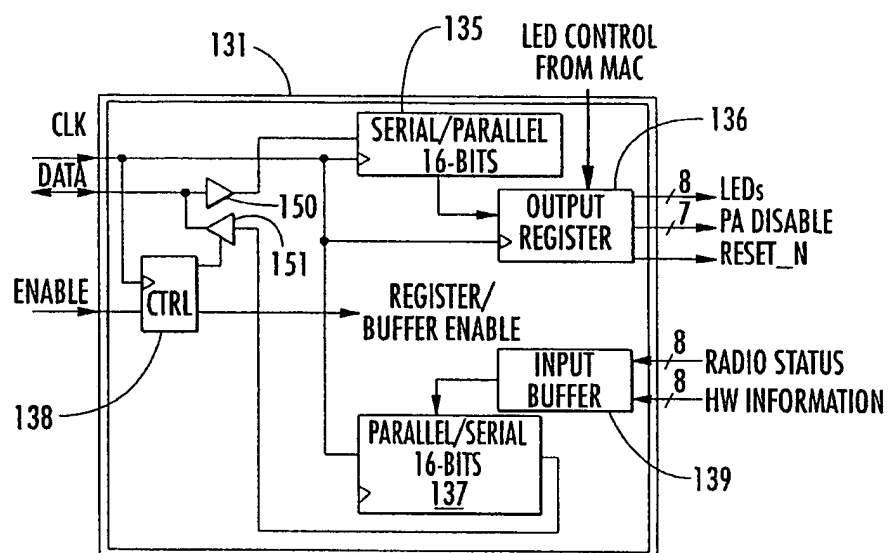 131
135
LED CONTROL
FROM MAC
136
CLK
DATA
SERIAL/PARALLEL
16-BITS
150
151
OUTPUT
REGISTER
8
LEDs
7
PA DISABLE
RESET_N
ENABLE
CTRL
REGISTER/
BUFFER ENABLE
138
INPUT
BUFFER
8
RADIO STATUS
8
HW INFORMATION
PARALLEL/SERIAL
16-BITS
137
139